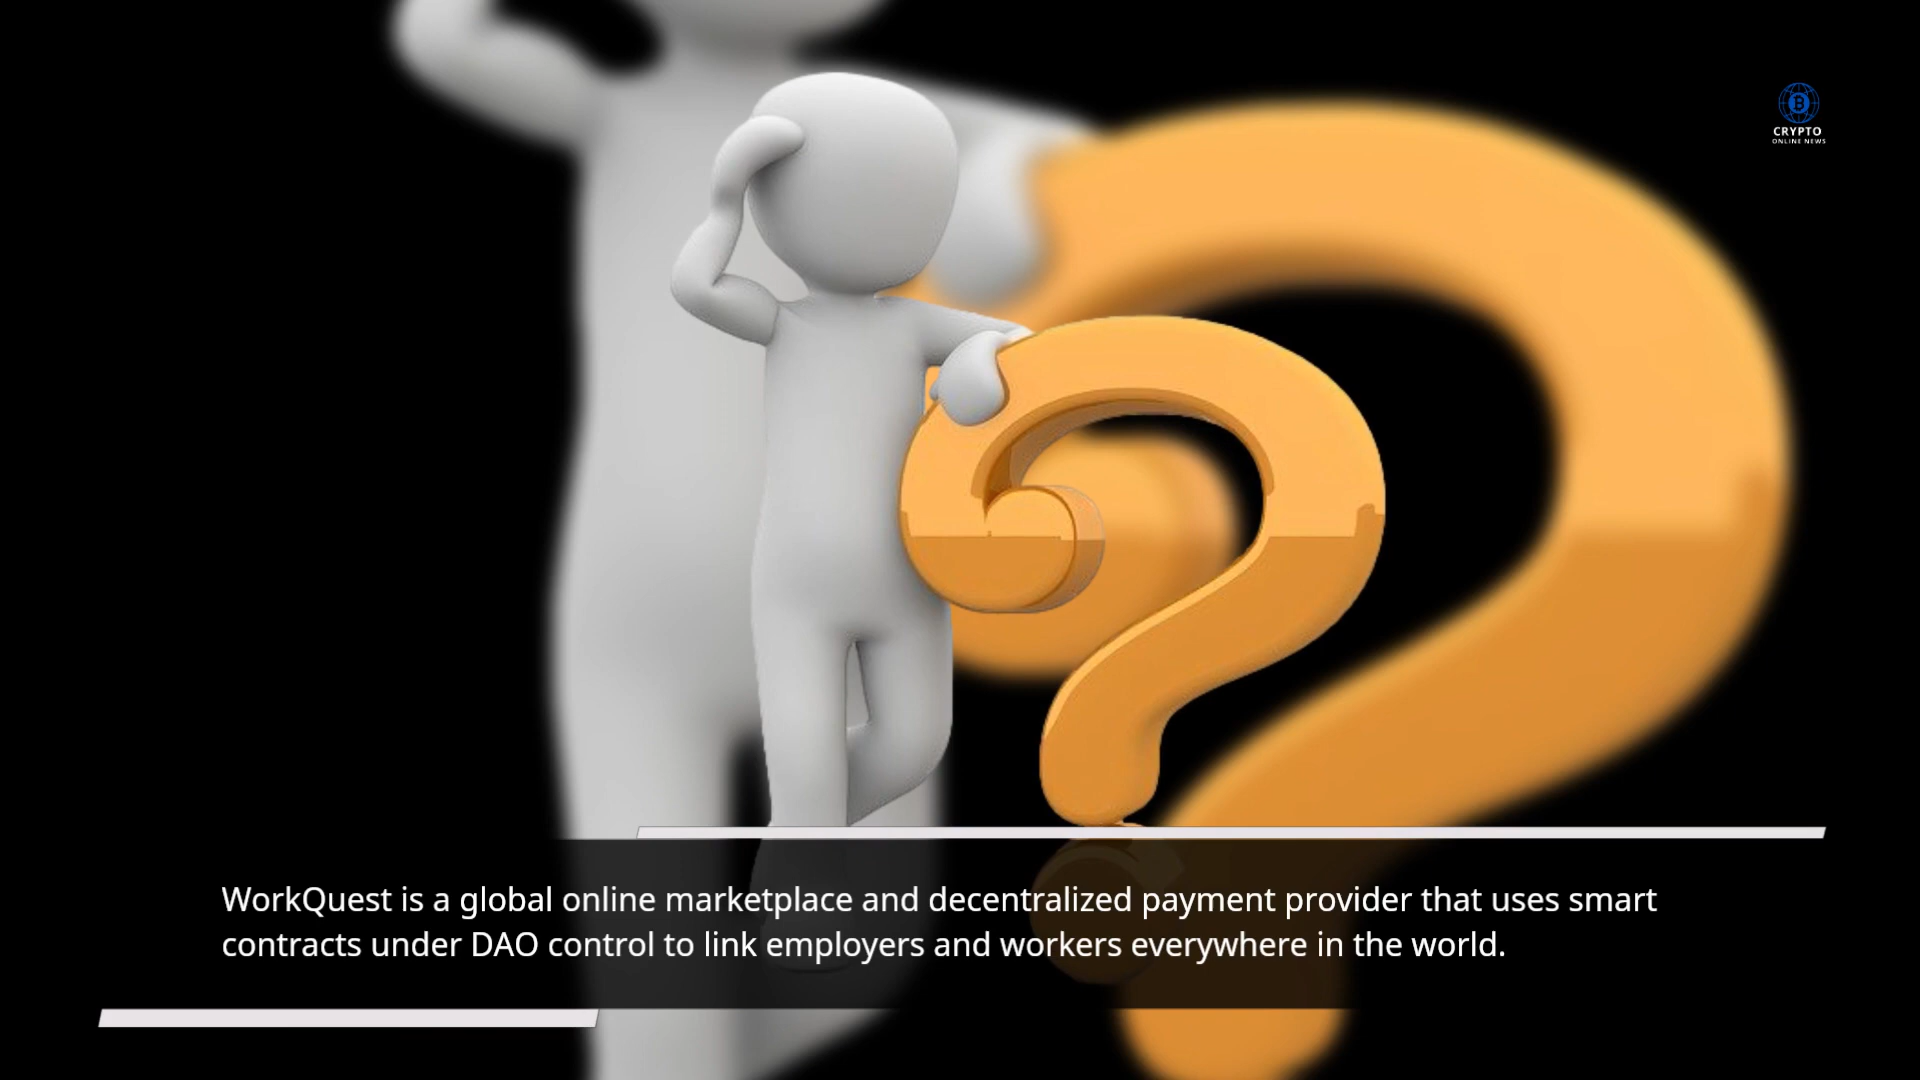 CRYPTO
ONLINE NEWS
WorkQuest is a global online marketplace and decentralized payment provider that uses smart
contracts under DAO control to link employers and workers everywhere in the world.